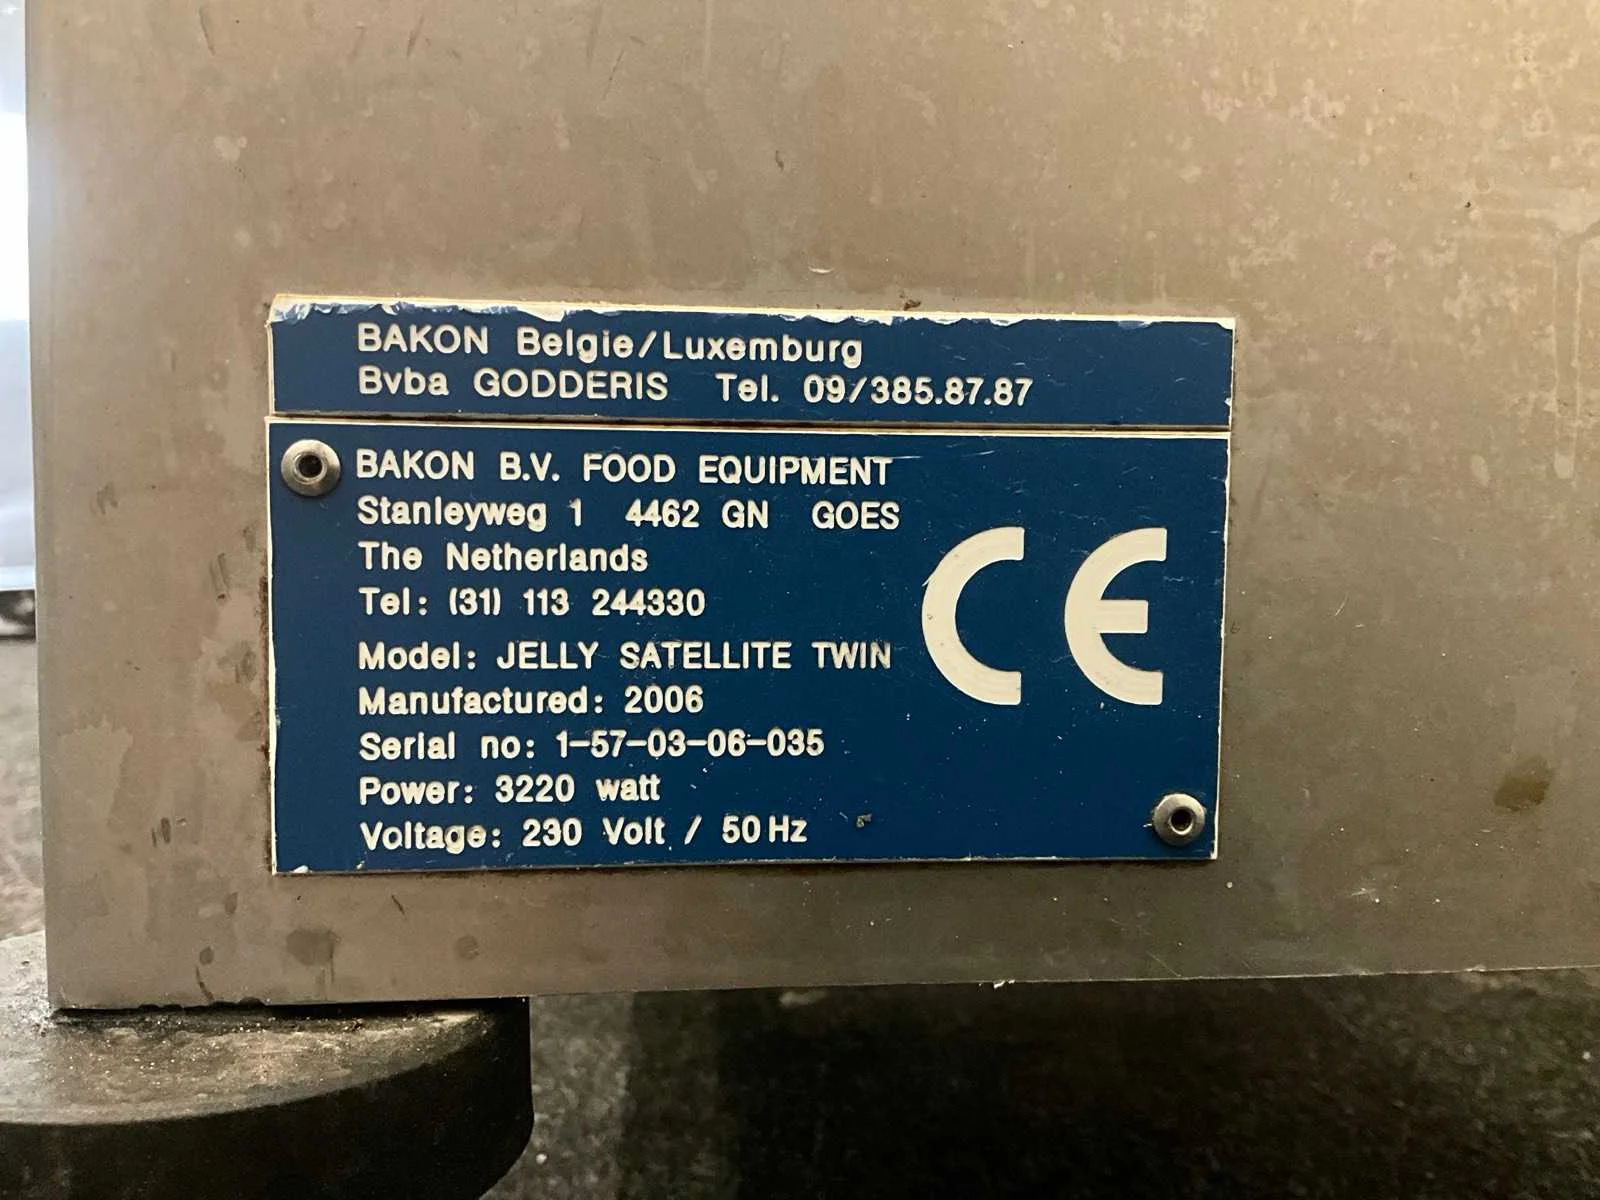 BAKON Belgie/Luxemburg
Bvba GODDERIS Tel. 09/385.87.87
BAKON B.V. FOOD EQUIPMENT
Stanleyweg 1 4462 GN GOES
The Netherlands
Tel: (31) 113 244330
Model: JELLY SATELLITE TWIN
Manufactured: 2006
Serial no: 1-57-03-06-035
Power: 3220 watt
Voltage: 230 Volt / 50 Hz
CE